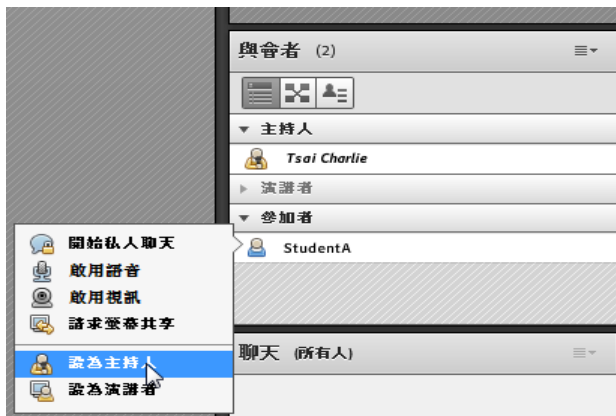 與會者 (2)
主持人
Tsai Charlie
演講者
參加者
StudentA
開始私人聊天
啟用語音
啟用視訊
請求螢幕共享
設為主持人
設為演講者
聊天 (所有人)